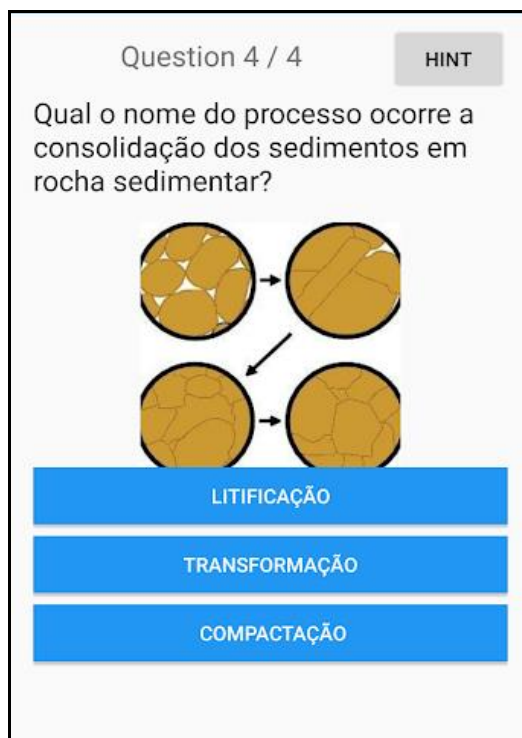 Question 4 / 4
HINT
Qual o nome do processo ocorre a
consolidação dos sedimentos em
rocha sedimentar?
LITIFICAÇÃO
TRANSFORMAÇÃO
COMPACTAÇÃO